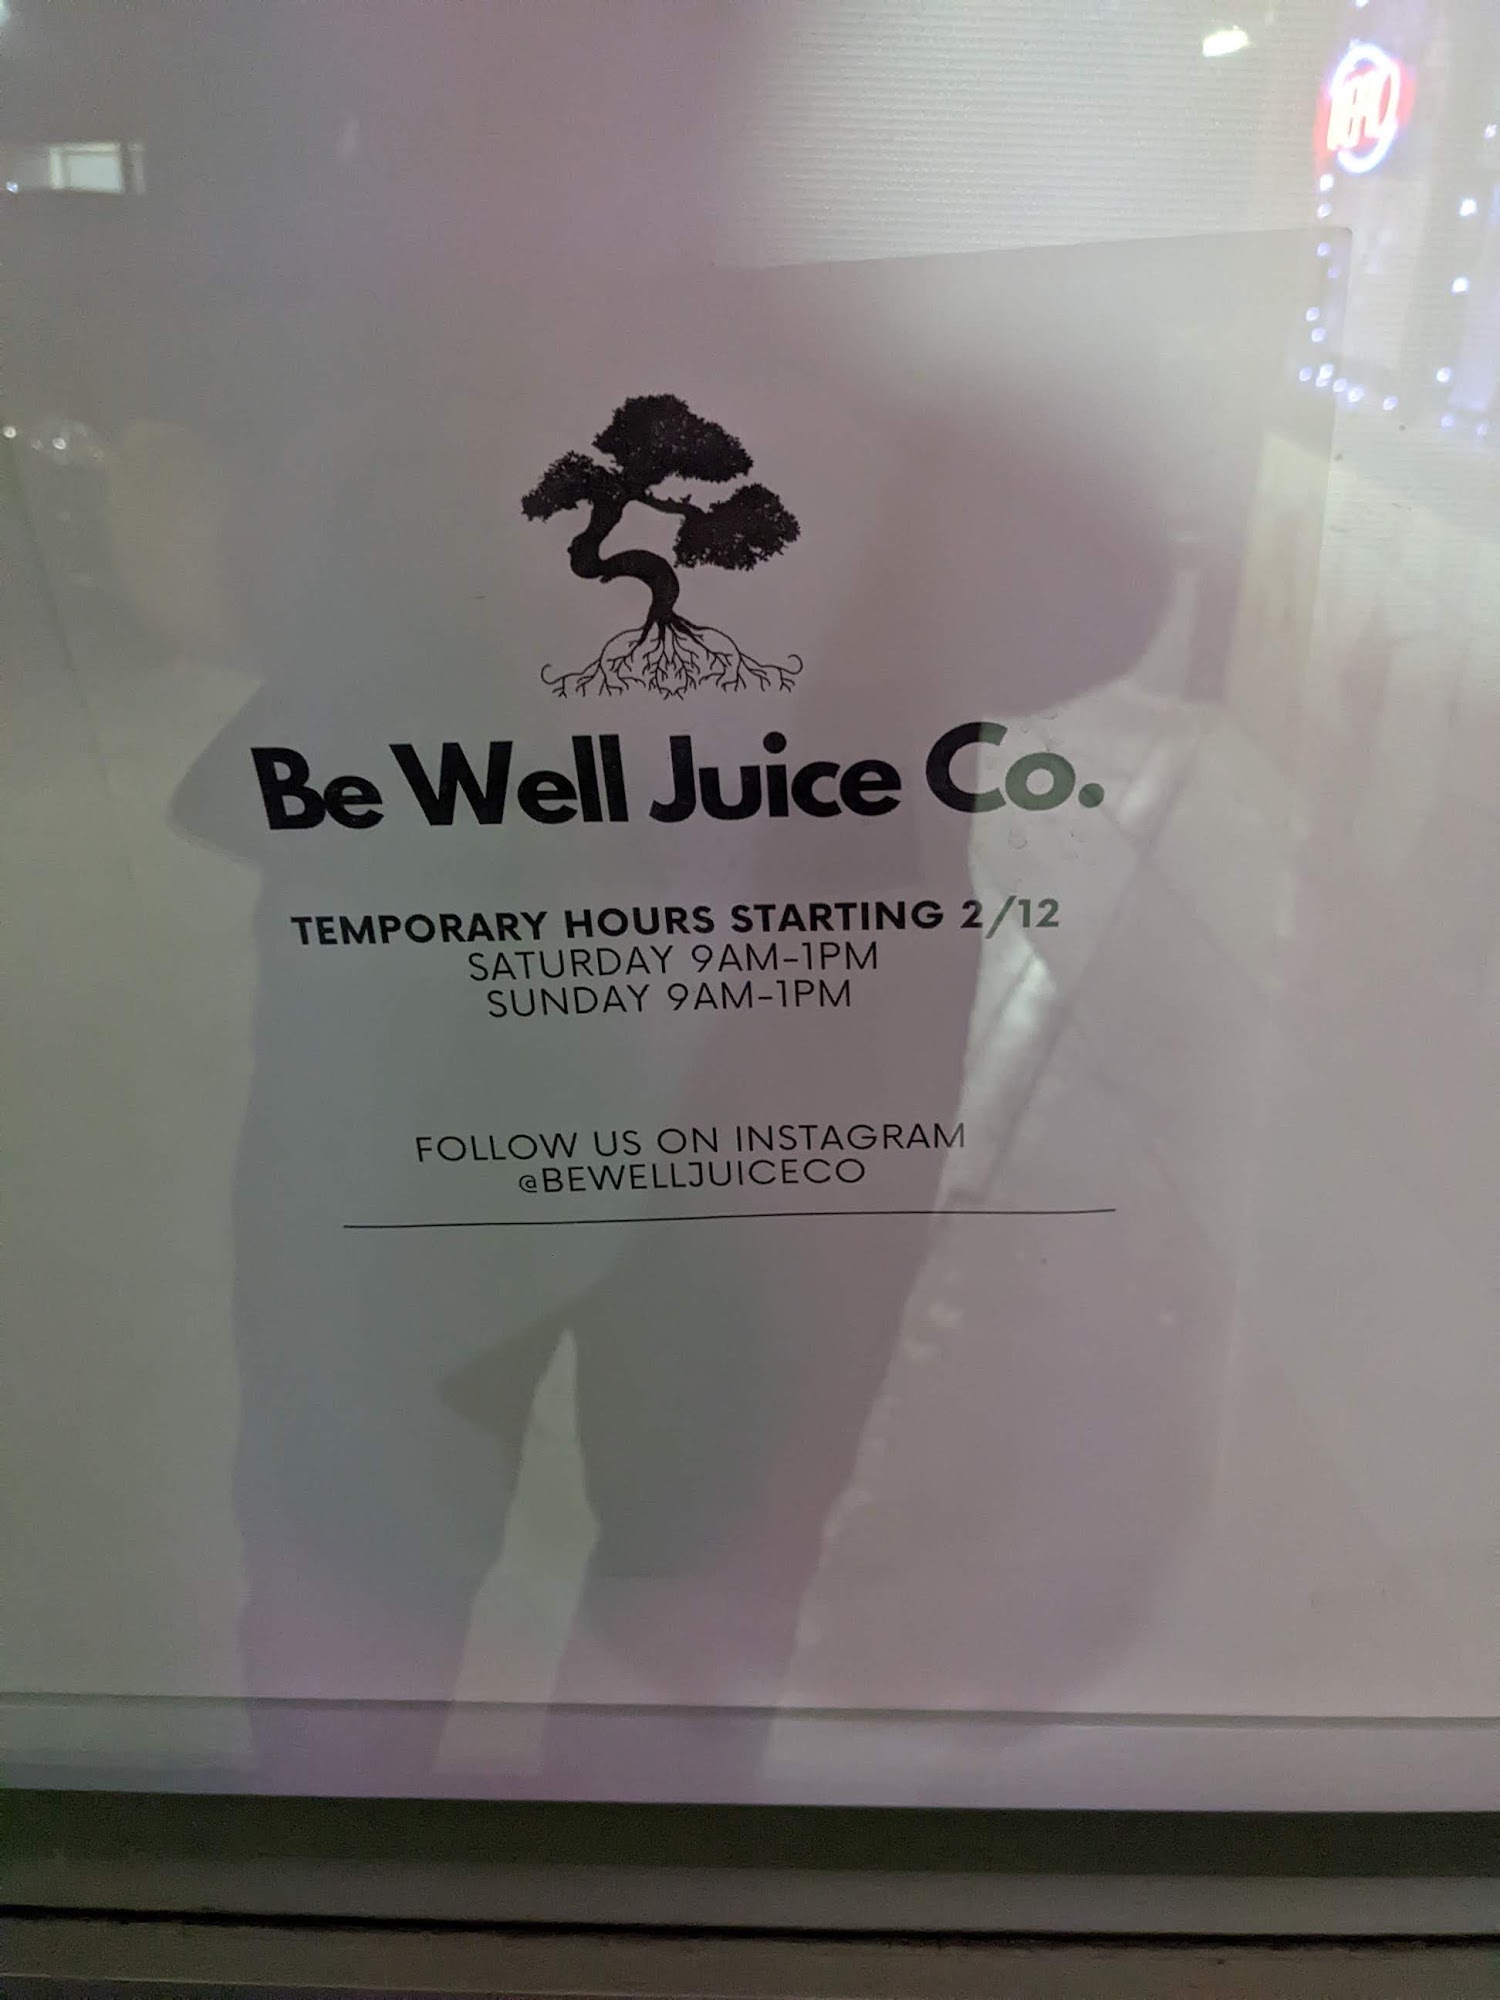 Be Well Juice Co.
TEMPORARY HOURS STARTING 2/12
SATURDAY 9AM-1PM
SUNDAY 9AM-1PM
FOLLOW US ON INSTAGRAM
@BEWELLJUICECO